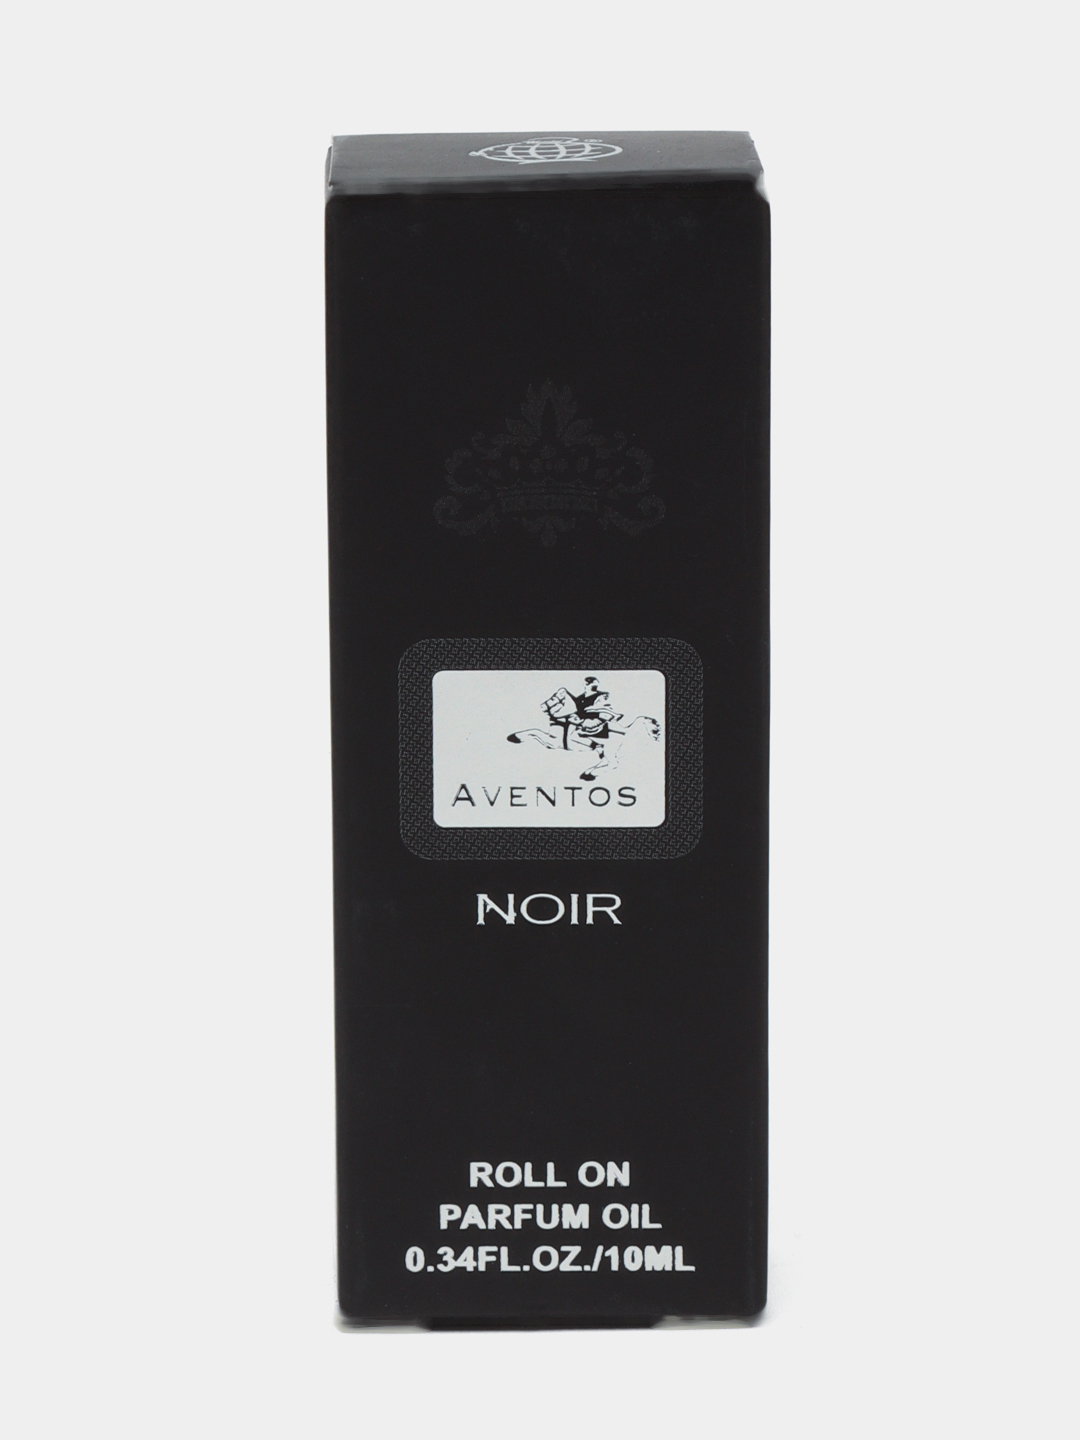 AVENTOS
NOIR
ROLL ON
PARFUM OIL
0.34FL.OZ./10ML